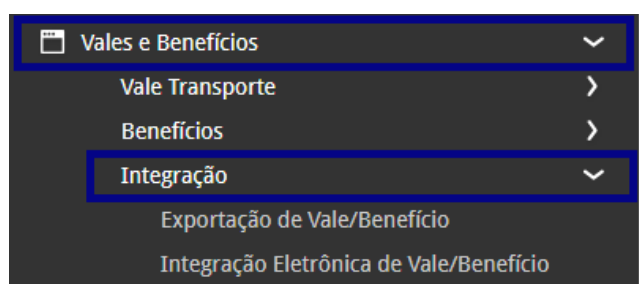 Vales e Benefícios
Vale Transporte
Benefícios
Integração
Exportação de Vale/Benefício
Integração Eletrônica de Vale/Benefício